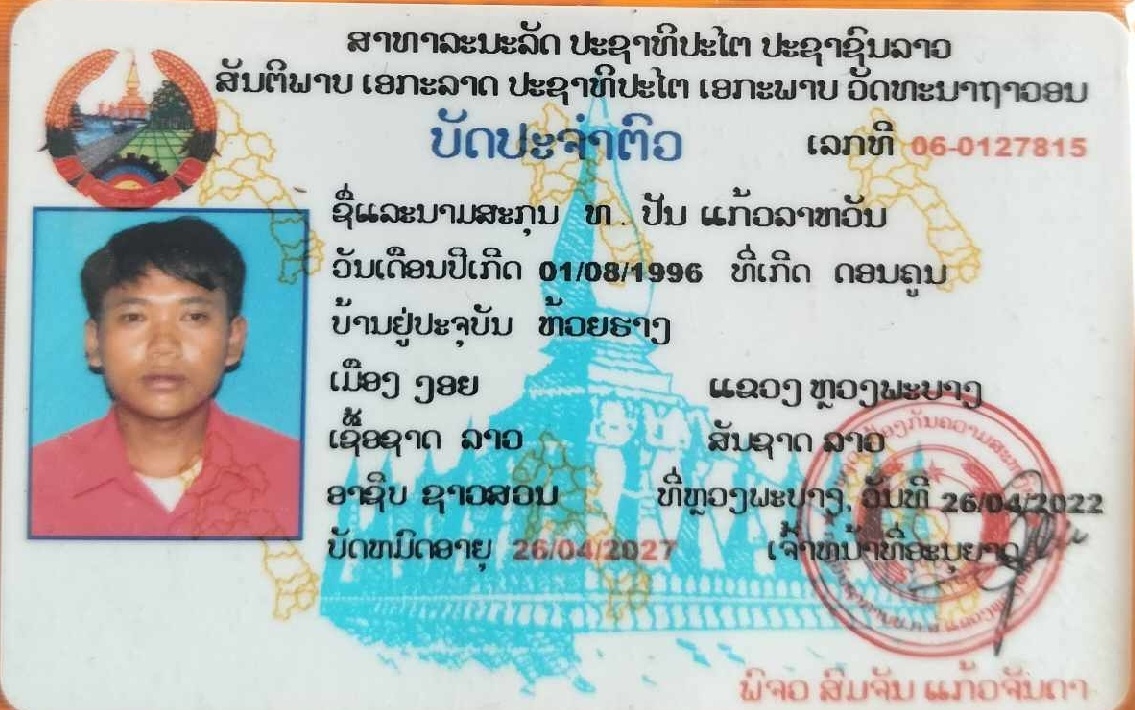 ສາທາລະນະລັດ ປະຊາທິປະໄຕ ປະຊາຊົນລາວ
ສັນຕິພາບ ເອກະລາດ ປະຊາທິປະໄຕ ເອກະພາບ ວັດທະນາຖາວອນ
ບັດປະຈຳຕົວ
ເລກທີ 06-0127815
ຊື່ແລະນາມສະກຸນ ທ . ປັນ ແກ້ວລາຫວັນ
ວັນເດືອນປີເກີດ 01/08/1996 ທີ່ເກີດ ດອນຄູນ
ບ້ານຢູ່ປະຈຸບັນ ຫ້ວຍຮາງ
ເມືອງ ງອຍ ແຂວງ ຫຼວງພະບາງ
ເຊື້ອຊາດ ລາວ ສັນຊາດ ລາວ
ອາຊີບ ຊາວສວນ ທີ່ຫຼວງພະບາງ, ວັນທີ 26/04/2022
ບັດຫມົດອາຍຸ 26/04/2027 ເຈົ້າຫນ້າທີ່ອະນຸຍາດ
ພົຈວ ສົມຈັນ ແກ້ວຈັນດາ